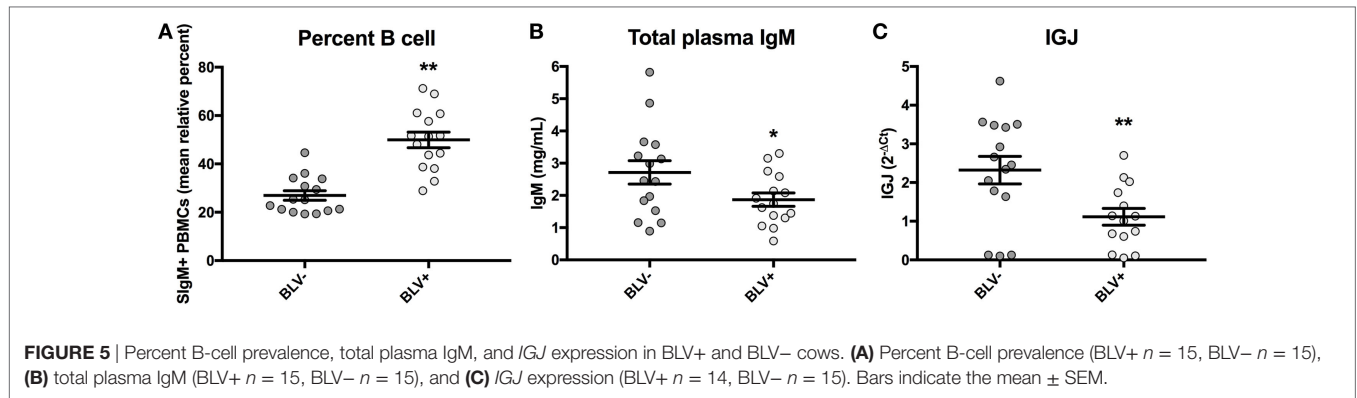 A
Percent B cell
SIgM+ PBMCs (mean relative percent)
80
60
40
20
0
**
BLV-
BLV+
B
Total plasma IgM
IgM (mg/mL)
6
5
4
3
2
1
0
*
BLV-
BLV+
C
IGJ
IGJ (2^-ΔCt)
5
4
3
2
1
0
**
BLV-
BLV+
FIGURE 5 | Percent B-cell prevalence, total plasma IgM, and IGJ expression in BLV+ and BLV− cows. (A) Percent B-cell prevalence (BLV+ n = 15, BLV− n = 15),
(B) total plasma IgM (BLV+ n = 15, BLV− n = 15), and (C) IGJ expression (BLV+ n = 14, BLV− n = 15). Bars indicate the mean ± SEM.